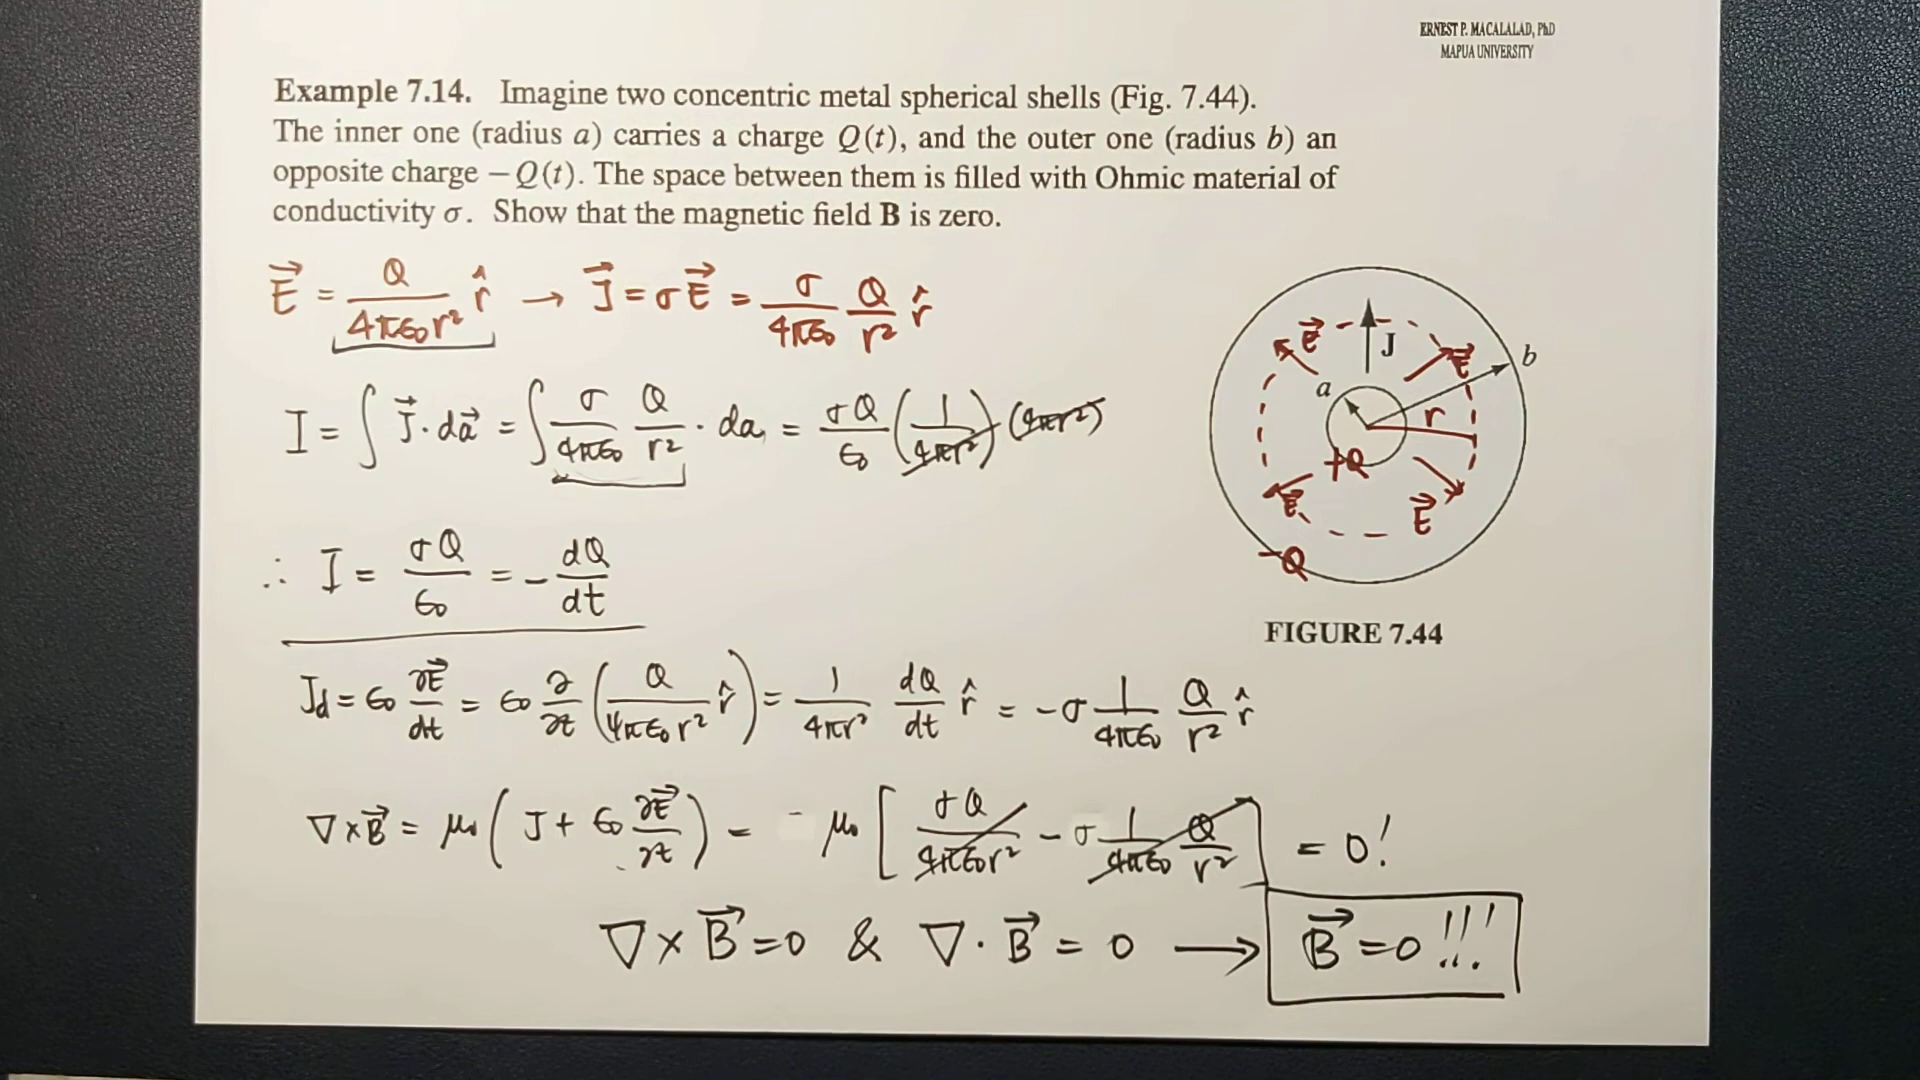 ERNEST P. MACALALAD, PhD
MAPUA UNIVERSITY
Example 7.14. Imagine two concentric metal spherical shells (Fig. 7.44).
The inner one (radius a) carries a charge Q(t), and the outer one (radius b) an
opposite charge −Q(t). The space between them is filled with Ohmic material of
conductivity σ. Show that the magnetic field B is zero.
E⃗ = Q/(4πϵ₀r²) r̂ → J⃗ = σE⃗ = σ/(4πϵ₀) Q/r² r̂
I = ∫ J⃗ · da⃗ = ∫ σ/(4πϵ₀) Q/r² · da = σQ/ϵ₀ (1/(4πr²)) (4πr²)
∴ I = σQ/ϵ₀ = − dQ/dt
J_d = ϵ₀ ∂E⃗/dt = ϵ₀ ∂/∂t (Q/(4πϵ₀r²) r̂) = 1/(4πr²) dQ/dt r̂ = −σ 1/(4πϵ₀) Q/r² r̂
∇×B⃗ = μ₀ (J + ϵ₀ ∂E⃗/∂t) = − μ₀ [σQ/(4πϵ₀r²) − σ 1/(4πϵ₀) Q/r²] = 0!
∇ × B⃗ = 0 & ∇ · B⃗ = 0 → B⃗ = 0 !!!
E⃗
J
E⃗
b
a
r
+Q
E⃗
E⃗
−Q
FIGURE 7.44